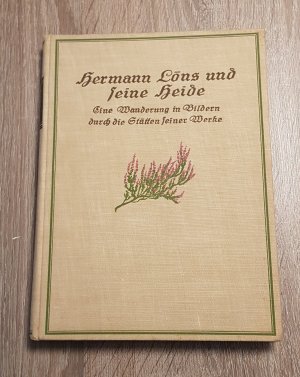 Hermann Löns und
seine Heide
Eine Wanderung in Bildern
durch die Stätten seiner Werke